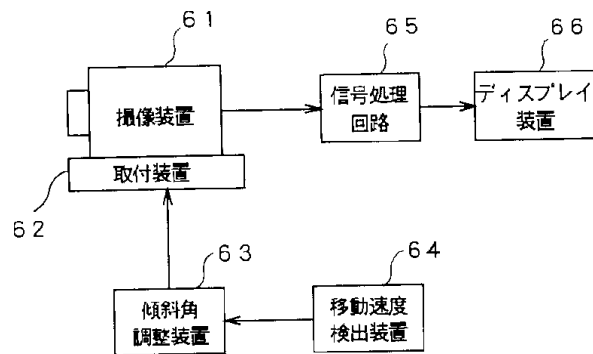 61
65
66
撮像装置
信号処理
回路
ディスプレイ
装置
取付装置
62
63
64
傾斜角
調整装置
移動速度
検出装置